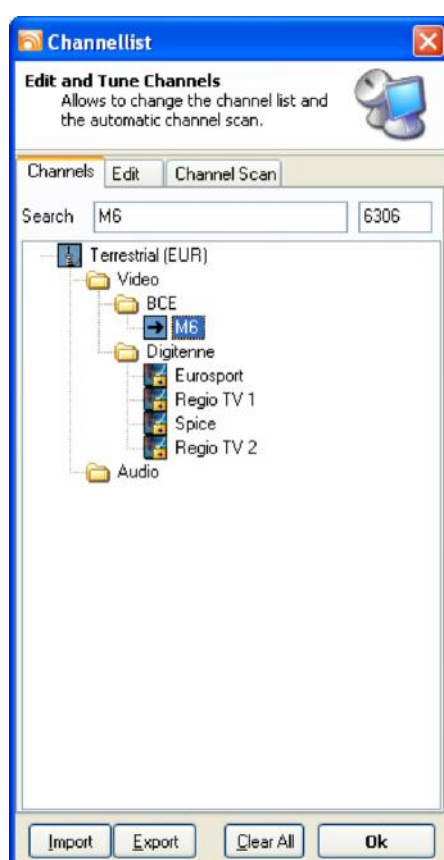 Channellist
Edit and Tune Channels
Allows to change the channel list and
the automatic channel scan.
Channels Edit Channel Scan
Search M6 6306
Terrestrial (EUR)
Video
BCE
M6
Digitenne
Eurosport
Regio TV 1
Spice
Regio TV 2
Audio
Import Export Clear All Ok